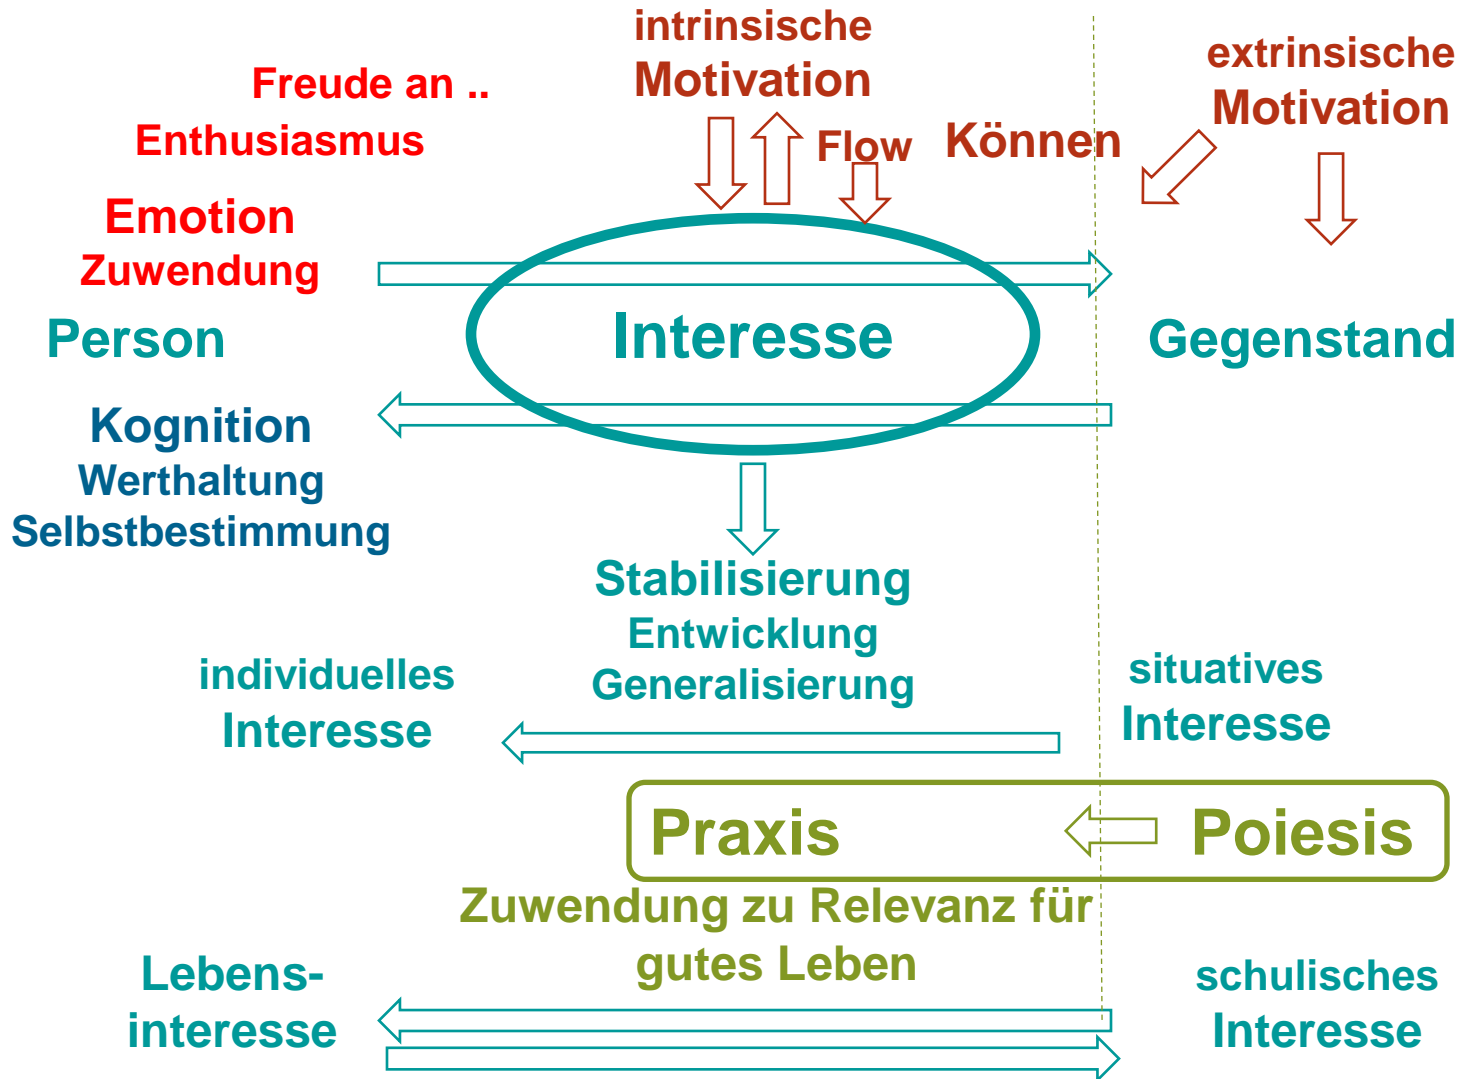 intrinsische
Motivation
extrinsische
Motivation
Freude an ..
Enthusiasmus
Flow
Können
Emotion
Zuwendung
Person
Interesse
Gegenstand
Kognition
Werthaltung
Selbstbestimmung
Stabilisierung
Entwicklung
Generalisierung
individuelles
Interesse
situatives
Interesse
Praxis
Poiesis
Zuwendung zu Relevanz für
gutes Leben
Lebens-
interesse
schulisches
Interesse